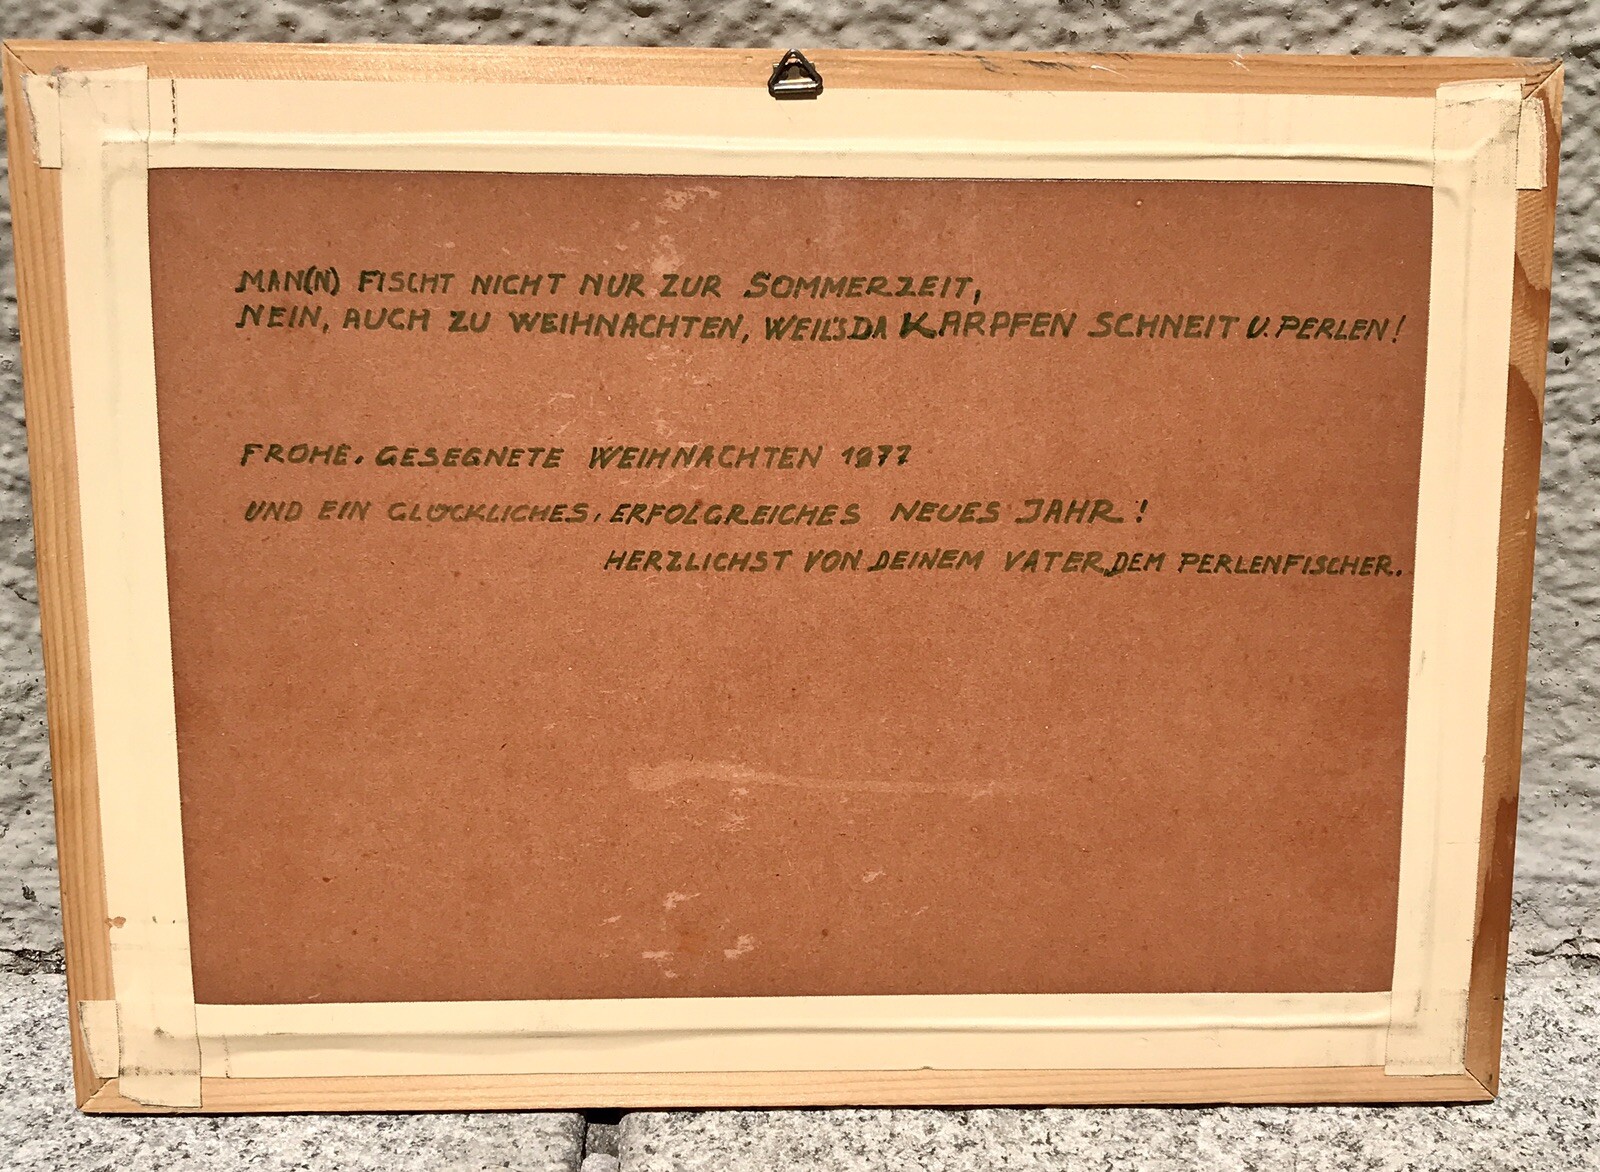 MAN(N) FISCHT NICHT NUR ZUR SOMMERZEIT,
NEIN, AUCH ZU WEIHNACHTEN, WEIL'S DA KARPFEN SCHNEIT U. PERLEN!
FROHE, GESEGNETE WEIHNACHTEN 1977
UND EIN GLÜCKLICHES, ERFOLGREICHES NEUES JAHR!
HERZLICHST VON DEINEM VATER, DEM PERLENFISCHER.